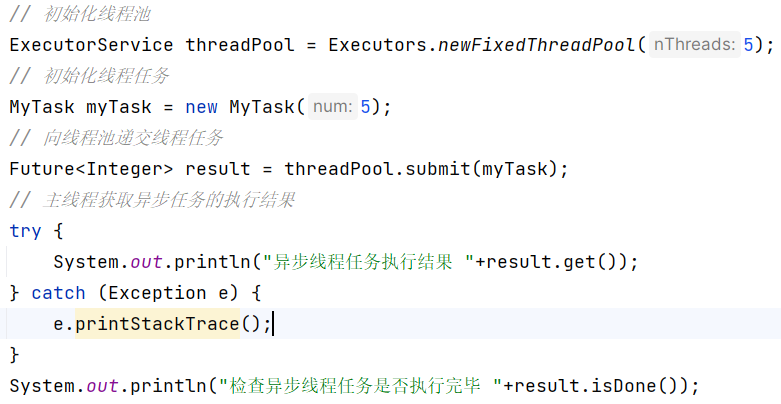 // 初始化线程池
ExecutorService threadPool = Executors.newFixedThreadPool( nThreads: 5);
// 初始化线程任务
MyTask myTask = new MyTask( num: 5);
// 向线程池递交线程任务
Future<Integer> result = threadPool.submit(myTask);
// 主线程获取异步任务的执行结果
try {
    System.out.println("异步线程任务执行结果 "+result.get());
} catch (Exception e) {
    e.printStackTrace();
}
System.out.println("检查异步线程任务是否执行完毕 "+result.isDone());